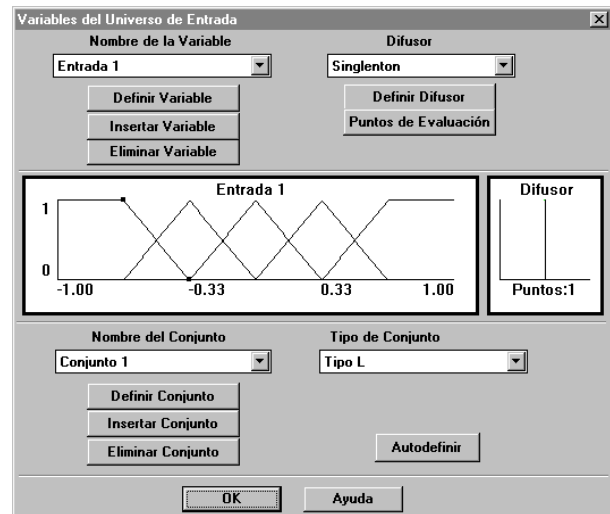 Variables del Universo de Entrada
Nombre de la Variable
Difusor
Entrada 1
Singlenton
Definir Variable
Definir Difusor
Insertar Variable
Puntos de Evaluación
Eliminar Variable
Entrada 1
Difusor
1
0
-1.00 -0.33 0.33 1.00
Puntos:1
Nombre del Conjunto
Tipo de Conjunto
Conjunto 1
Tipo L
Definir Conjunto
Insertar Conjunto
Eliminar Conjunto
Autodefinir
OK
Ayuda